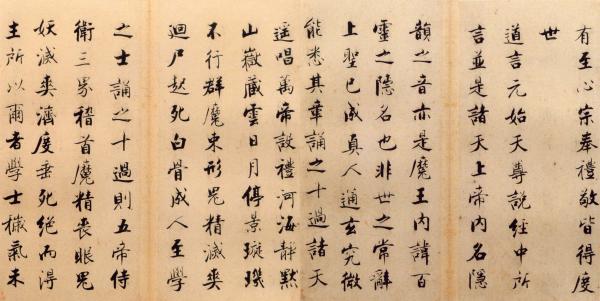 有至心宗奉禮敬皆得度
世
道言元始天尊說經中所
言並是諸天上帝內名隱
韻之音亦是魔王內諱百
靈之隱名也非世之常辭
上聖已成真人通玄究微
能悉其章誦之十過諸天
遙唱萬帝設禮河海靜默
山嶽藏雲日月停景璇璣
不行群魔束形鬼精滅爽
迴尸起死白骨成人至學
之士誦之十過則五帝侍
衛三界稽首魔精喪眼鬼
妖滅爽濟度垂死絕而得
生所以爾者學士穢氣未